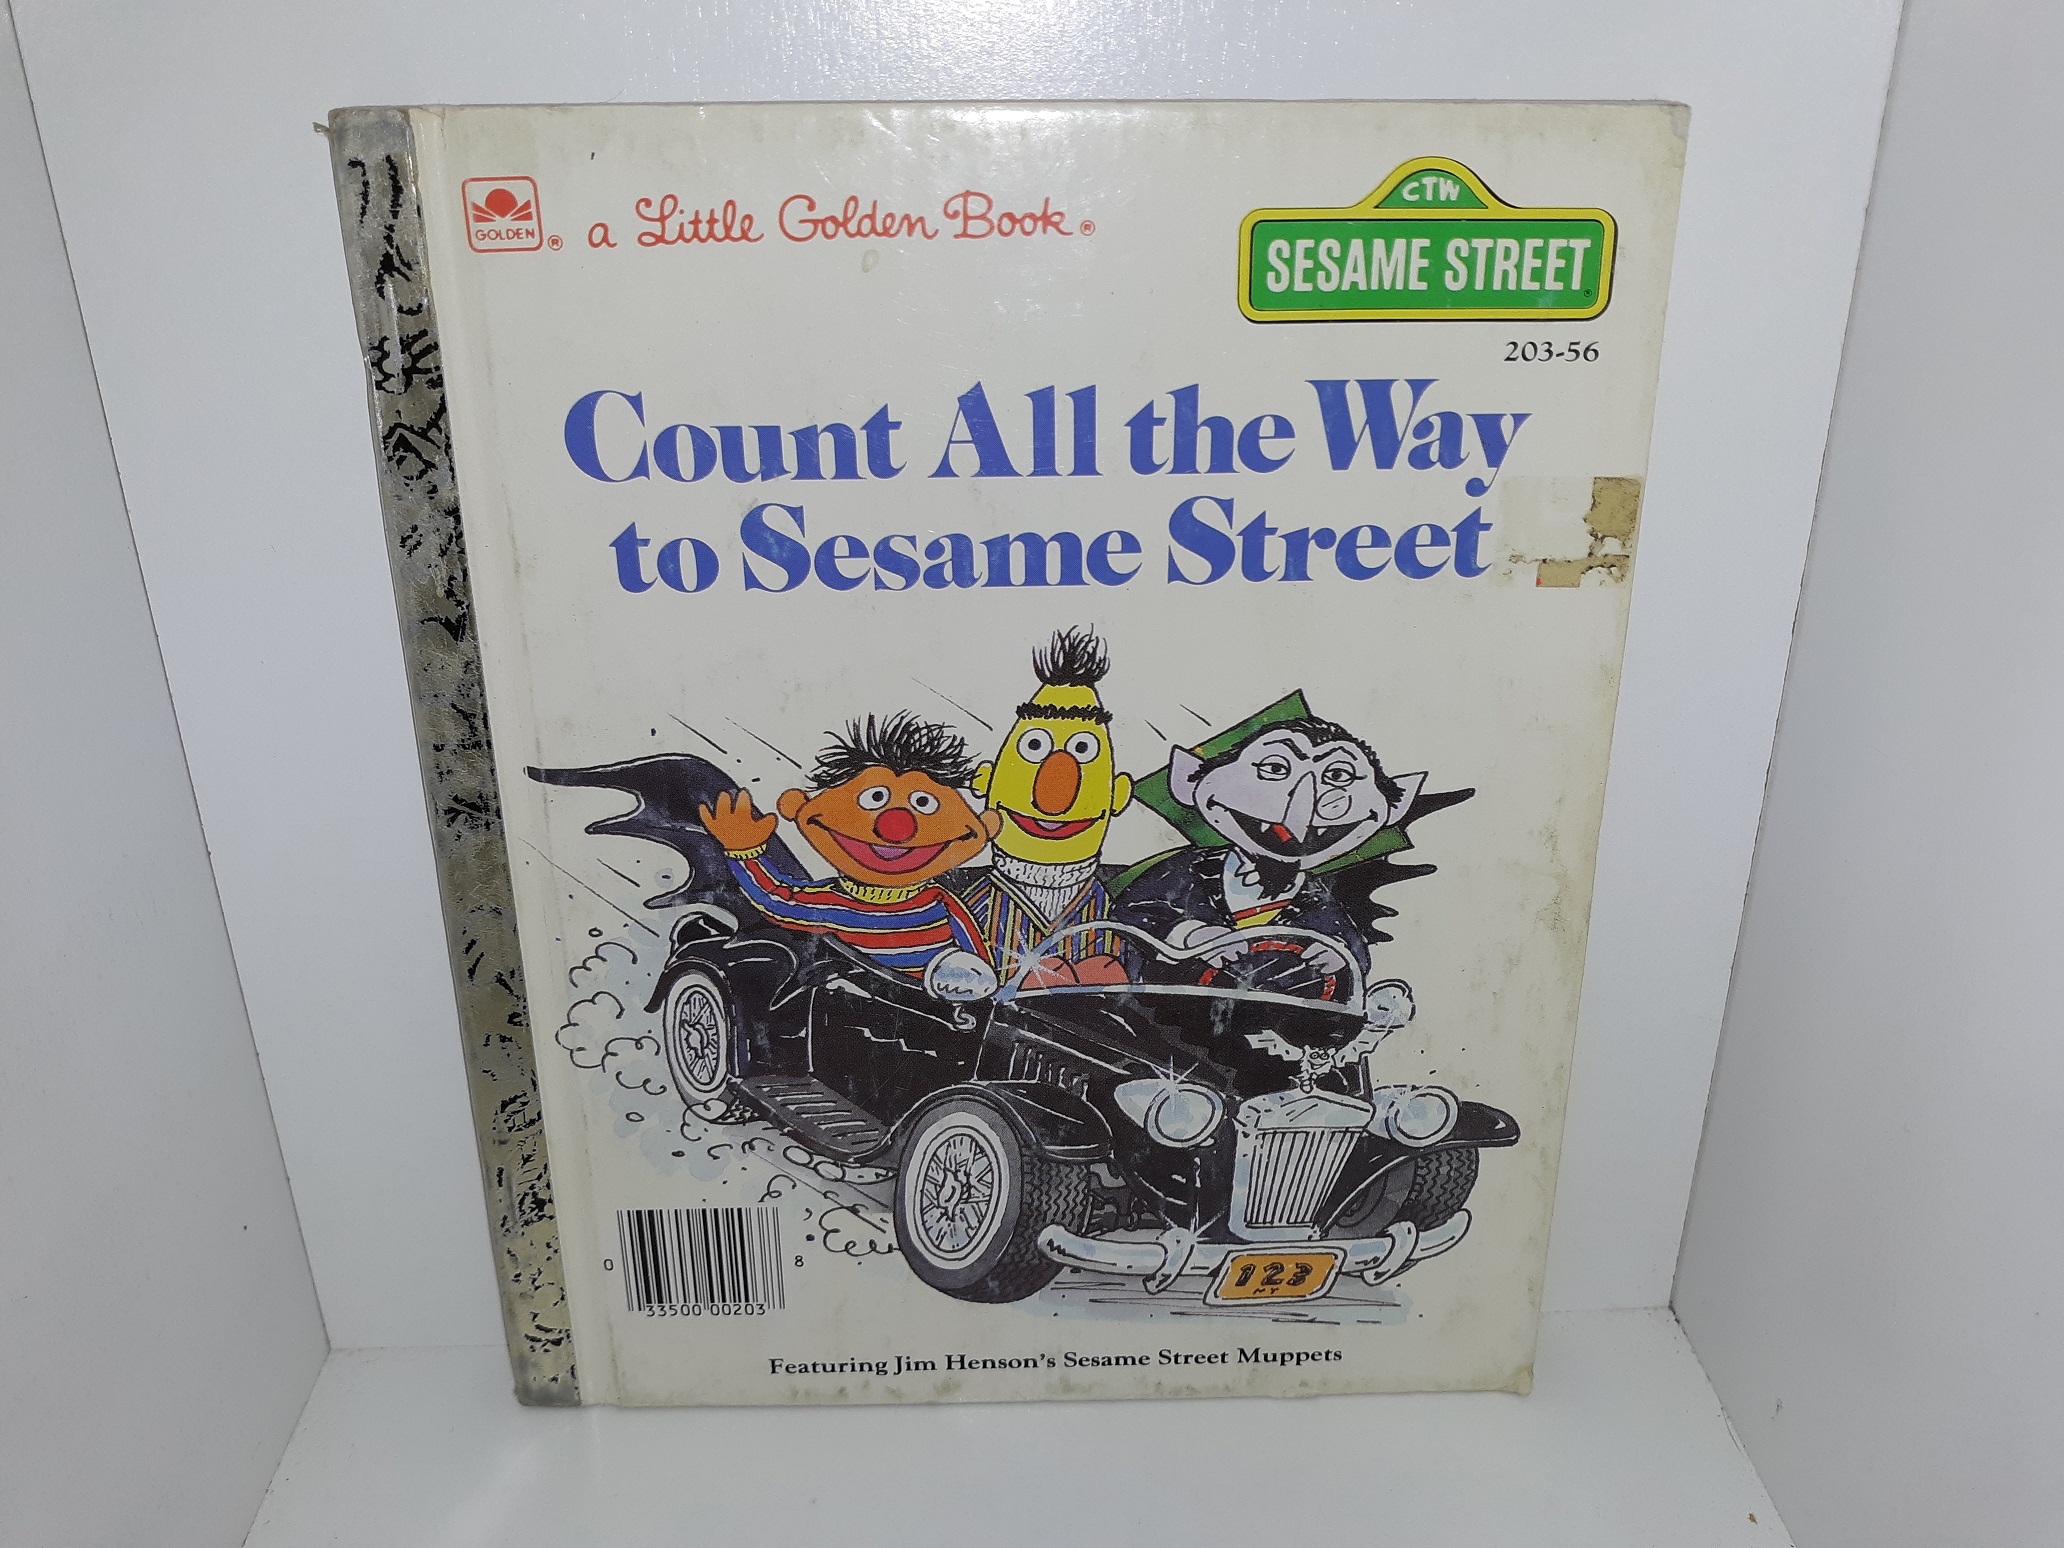 GOLDEN®
a Little Golden Book®
CTW
SESAME STREET®
203-56
Count All the Way
to Sesame Street
0 33500 00203 8
123
NY
Featuring Jim Henson's Sesame Street Muppets